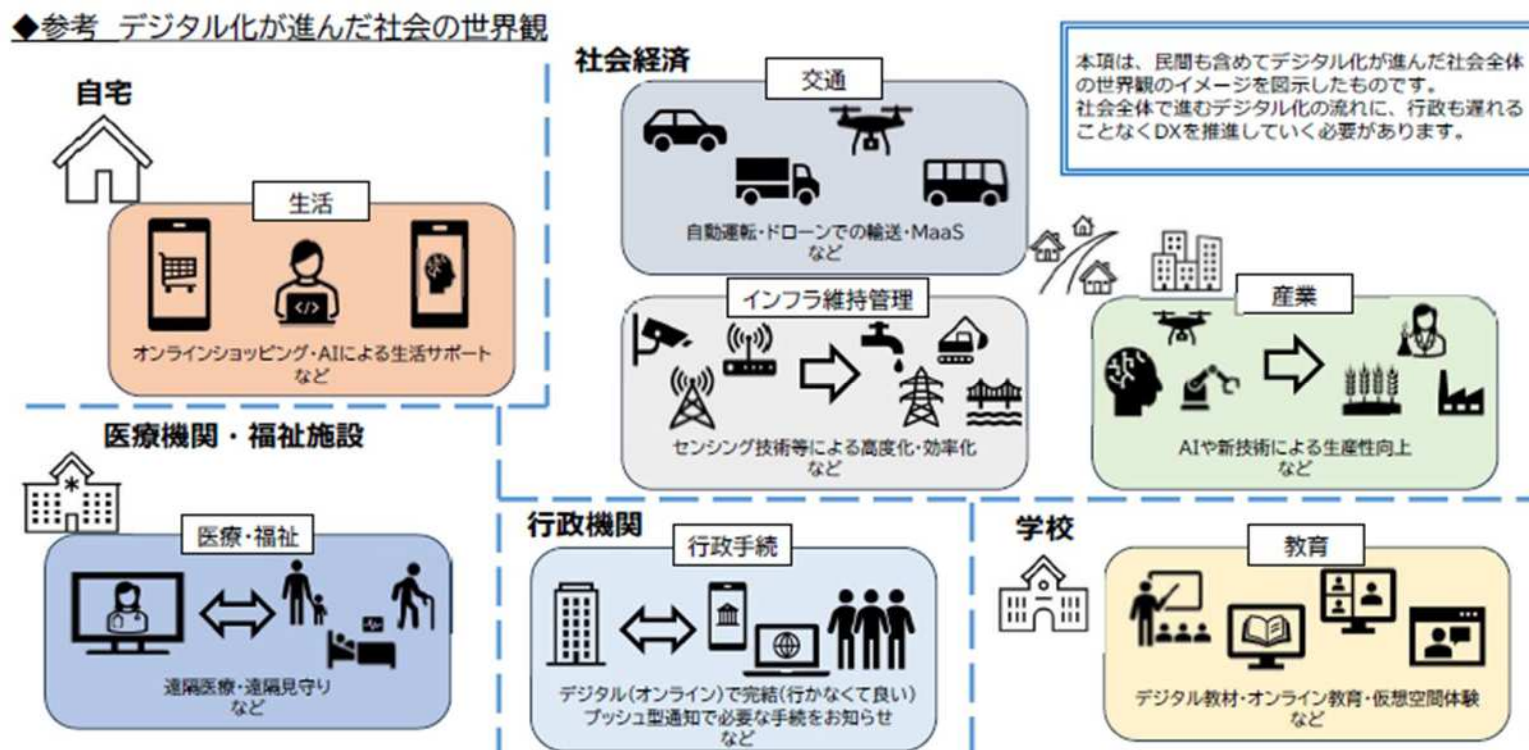 ◆参考 デジタル化が進んだ社会の世界観
自宅
生活
オンラインショッピング・AIによる生活サポート
など
社会経済
交通
自動運転・ドローンでの輸送・MaaS
など
本項は、民間も含めてデジタル化が進んだ社会全体
の世界観のイメージを図示したものです。
社会全体で進むデジタル化の流れに、行政も遅れる
ことなくDXを推進していく必要があります。
インフラ維持管理
センシング技術等による高度化・効率化
など
産業
AIや新技術による生産性向上
など
医療機関・福祉施設
医療・福祉
遠隔医療・遠隔見守り
など
行政機関
行政手続
デジタル(オンライン)で完結(行かなくて良い)
プッシュ型通知で必要な手続をお知らせ
など
学校
教育
デジタル教材・オンライン教育・仮想空間体験
など